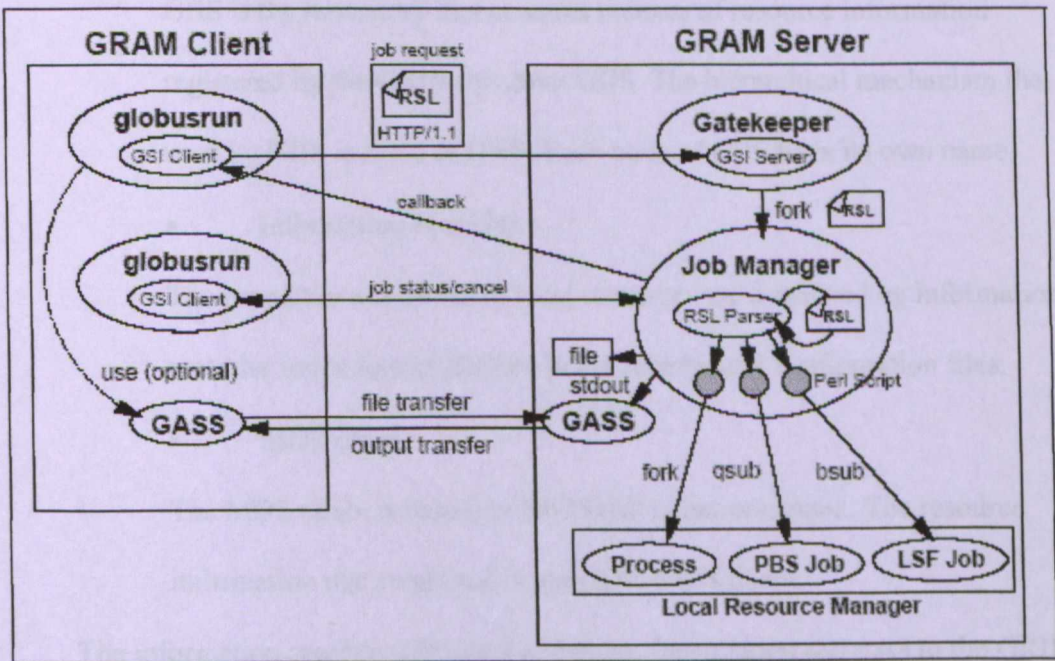 GRAM Client
job request
GRAM Server
RSL
HTTP/1.1
globusrun
GSI Client
Gatekeeper
GSI Server
callback
fork
RSL
globusrun
GSI Client
job status/cancel
Job Manager
RSL Parser
RSL
file
stdout
Perl Script
use (optional)
GASS
file transfer
output transfer
GASS
fork
qsub
bsub
Process
PBS Job
LSF Job
Local Resource Manager